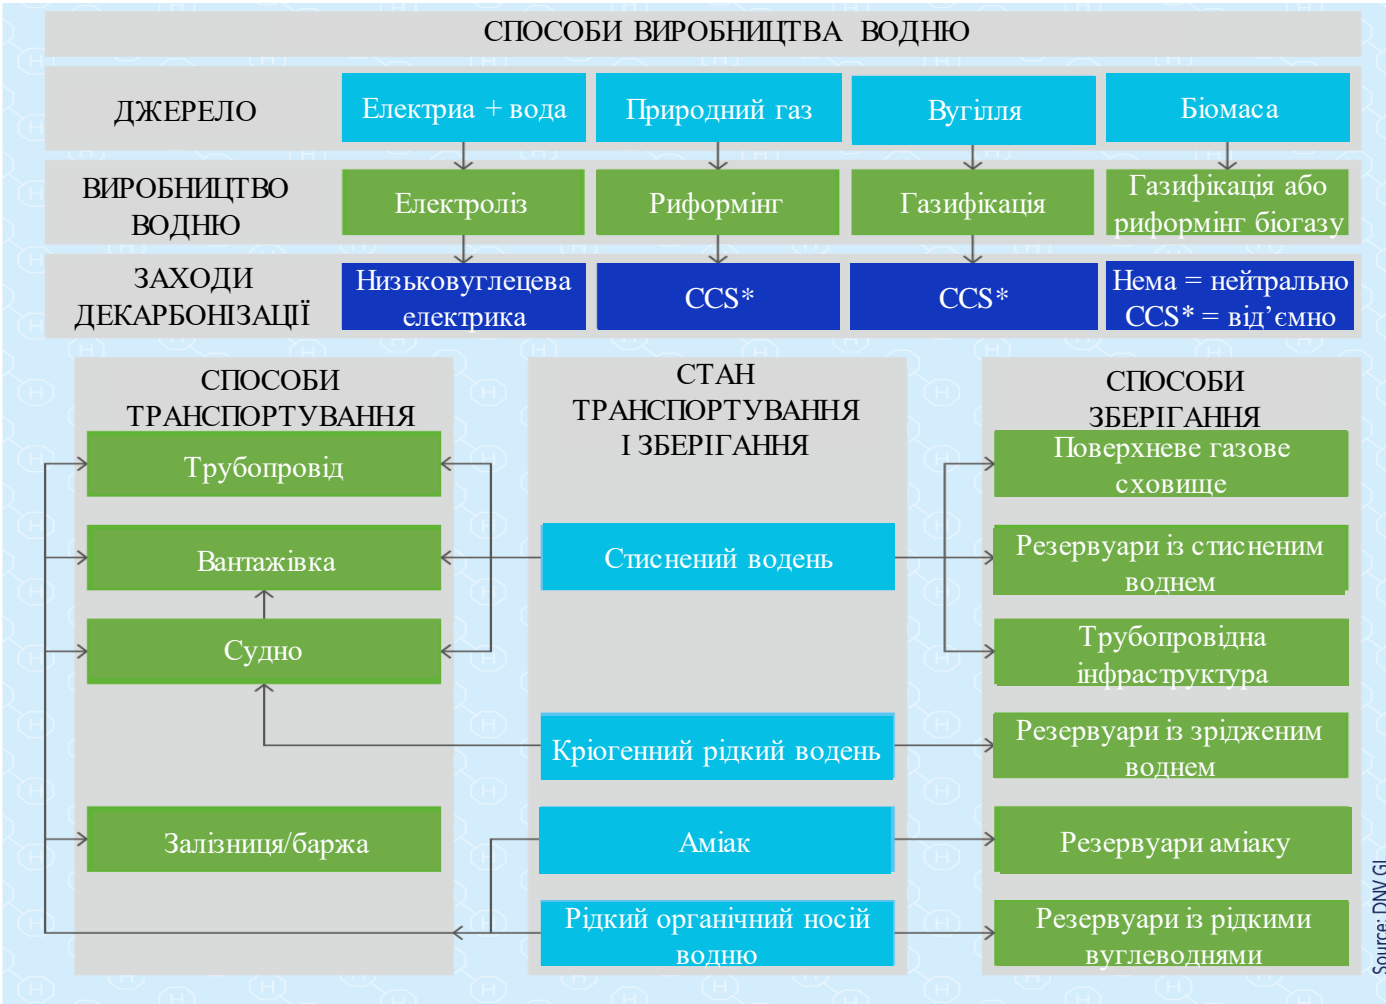 СПОСОБИ ВИРОБНИЦТВА ВОДНЮ
ДЖЕРЕЛО
Електриа + вода
Природний газ
Вугілля
Біомаса
ВИРОБНИЦТВО
ВОДНЮ
Електроліз
Риформінг
Газифікація
Газифікація або
риформінг біогазу
ЗАХОДИ
ДЕКАРБОНІЗАЦІЇ
Низьковуглецева
електрика
CCS*
CCS*
Нема = нейтрально
CCS* = від’ємно
СПОСОБИ
ТРАНСПОРТУВАННЯ
Трубопровід
Вантажівка
Судно
Залізниця/баржа
СТАН
ТРАНСПОРТУВАННЯ
І ЗБЕРІГАННЯ
Стиснений водень
Кріогенний рідкий водень
Аміак
Рідкий органічний носій
водню
СПОСОБИ
ЗБЕРІГАННЯ
Поверхневе газове
сховище
Резервуари із стисненим
воднем
Трубопровідна
інфраструктура
Резервуари із зрідженим
воднем
Резервуари аміаку
Резервуари із рідкими
вуглеводнями
Source: DNV GL